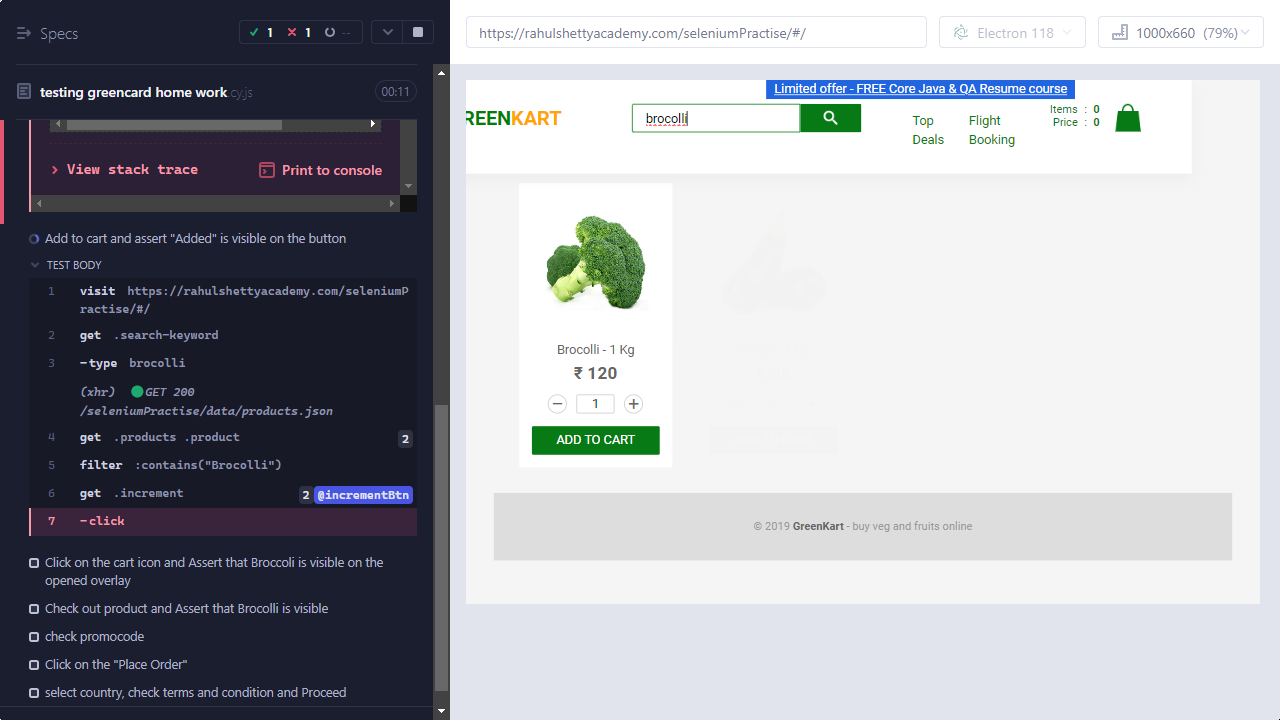 Specs
1
1
--
testing greencard home work.cy.js
00:11
View stack trace
Print to console
Add to cart and assert "Added" is visible on the button
TEST BODY
1 visit https://rahulshettyacademy.com/seleniumP
ractise/#/
2 get .search-keyword
3 -type brocolli
(xhr) GET 200
/seleniumPractise/data/products.json
4 get .products .product 2
5 filter :contains("Brocolli")
6 get .increment 2 @incrementBtn
7 -click
Click on the cart icon and Assert that Broccoli is visible on the
opened overlay
Check out product and Assert that Brocolli is visible
check promocode
Click on the "Place Order"
select country, check terms and condition and Proceed
https://rahulshettyacademy.com/seleniumPractise/#/
Electron 118
1000x660 (79%)
Limited offer - FREE Core Java & QA Resume course
REENKART
brocolli
Top
Deals
Flight
Booking
Items : 0
Price : 0
Brocolli - 1 Kg
₹ 120
− 1 +
ADD TO CART
© 2019 GreenKart - buy veg and fruits online